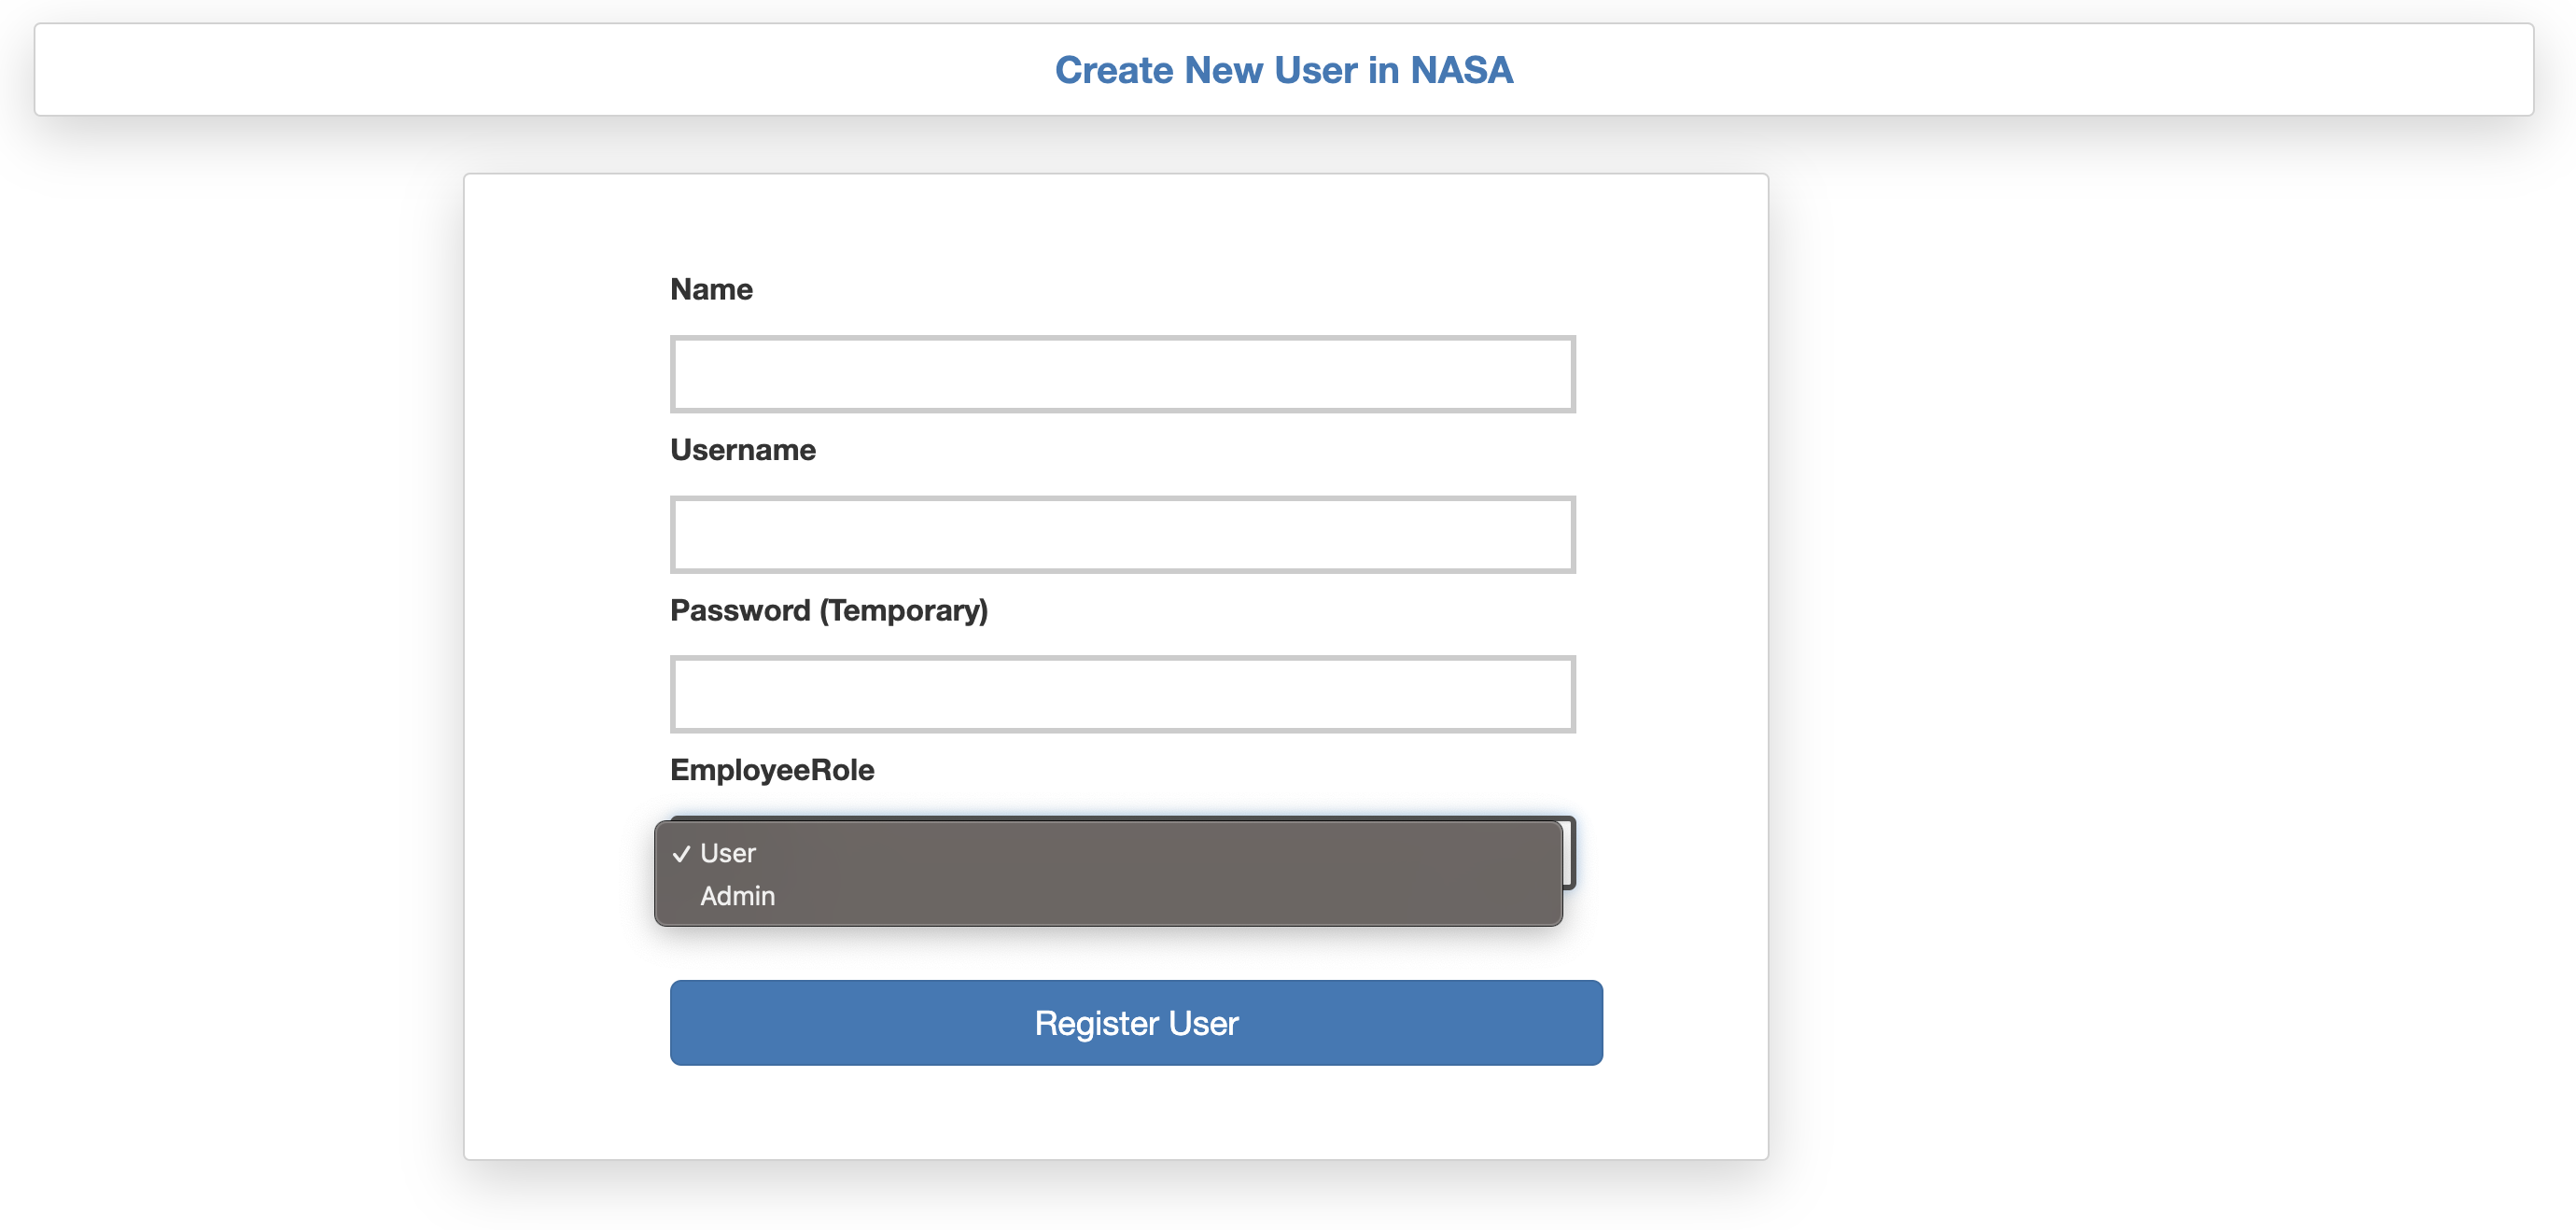 Create New User in NASA
Name
Username
Password (Temporary)
EmployeeRole
✓ User
Admin
Register User